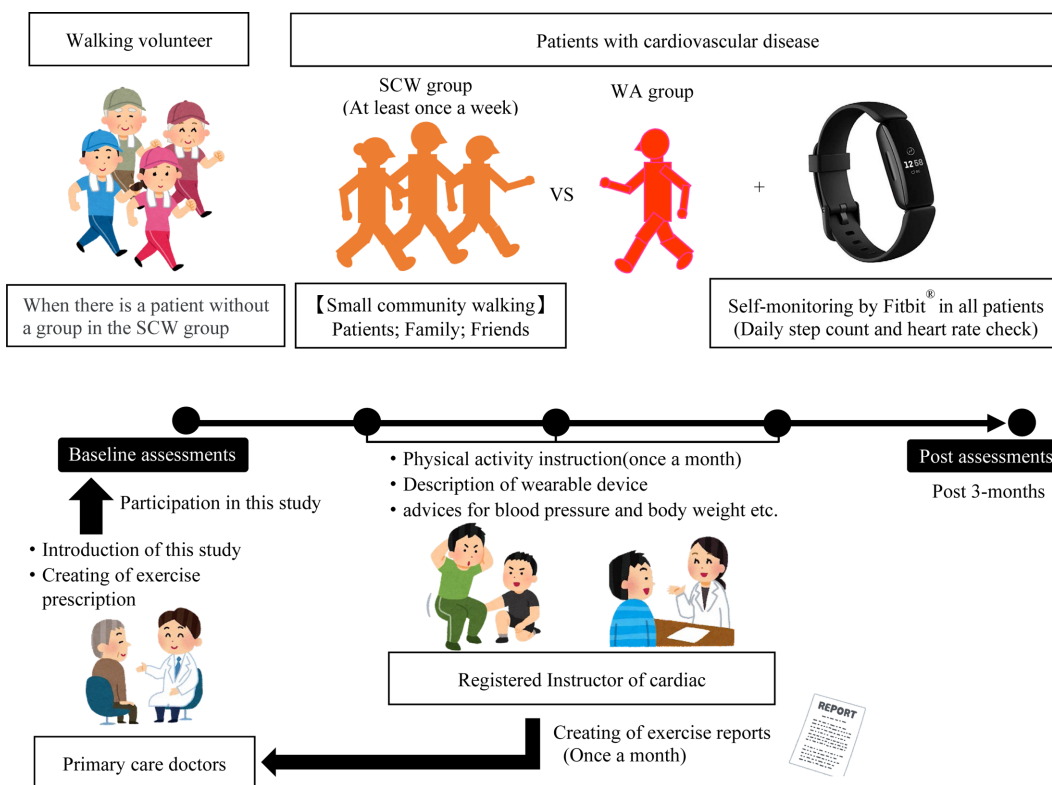 Walking volunteer
Patients with cardiovascular disease
SCW group
(At least once a week)
WA group
VS
+
12 58
When there is a patient without
a group in the SCW group
【Small community walking】
Patients; Family; Friends
Self-monitoring by Fitbit® in all patients
(Daily step count and heart rate check)
Baseline assessments
Post assessments
Post 3-months
• Physical activity instruction(once a month)
• Description of wearable device
• advices for blood pressure and body weight etc.
Participation in this study
• Introduction of this study
• Creating of exercise
prescription
Registered Instructor of cardiac
Creating of exercise reports
(Once a month)
REPORT
Primary care doctors